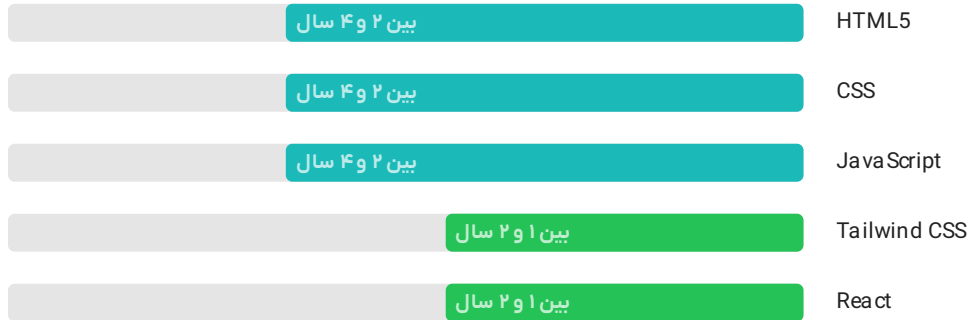 HTML5
بین ۲ و ۴ سال
CSS
بین ۲ و ۴ سال
JavaScript
بین ۲ و ۴ سال
Tailwind CSS
بین ۱ و ۲ سال
React
بین ۱ و ۲ سال